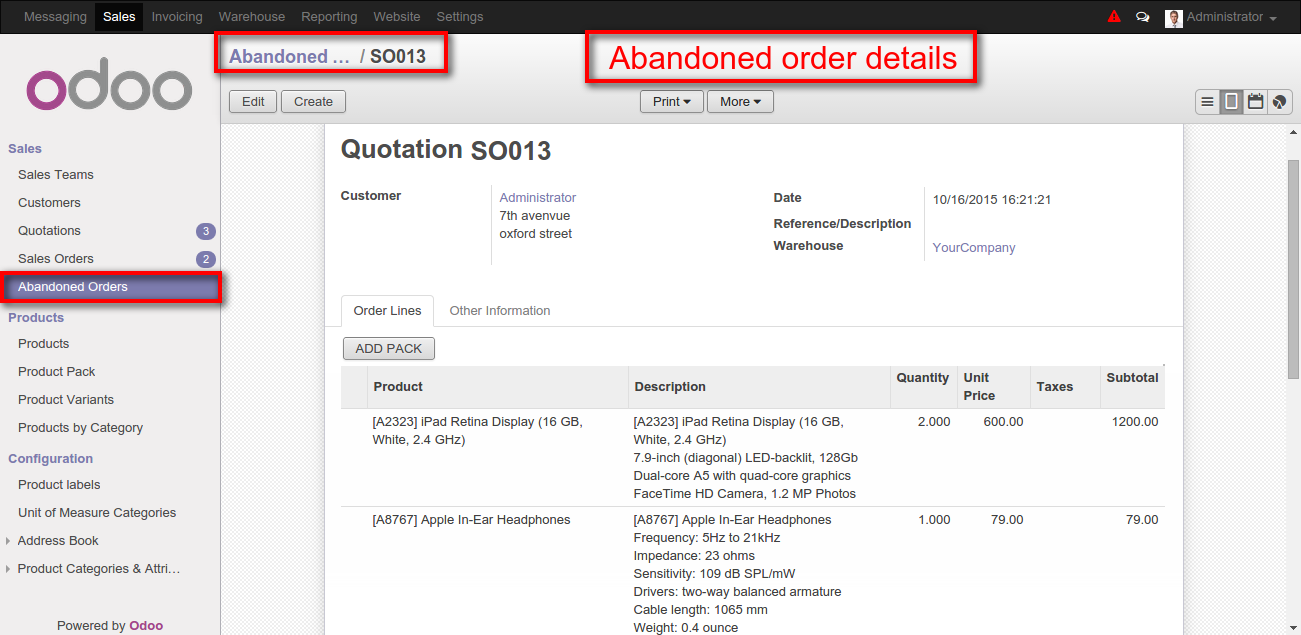 Messaging Sales Invoicing Warehouse Reporting Website Settings Administrator
odoo
Abandoned ... / SO013
Abandoned order details
Edit Create Print More
Sales
Sales Teams
Customers
Quotations 3
Sales Orders 2
Abandoned Orders
Products
Products
Product Pack
Product Variants
Products by Category
Configuration
Product labels
Unit of Measure Categories
Address Book
Product Categories & Attri...
Powered by Odoo
Quotation SO013
Customer
Administrator
7th avenvue
oxford street
Date 10/16/2015 16:21:21
Reference/Description
Warehouse YourCompany
Order Lines Other Information
ADD PACK
Product Description Quantity Unit Price Taxes Subtotal
[A2323] iPad Retina Display (16 GB,
White, 2.4 GHz)
[A2323] iPad Retina Display (16 GB,
White, 2.4 GHz)
7.9-inch (diagonal) LED-backlit, 128Gb
Dual-core A5 with quad-core graphics
FaceTime HD Camera, 1.2 MP Photos
2.000 600.00 1200.00
[A8767] Apple In-Ear Headphones
[A8767] Apple In-Ear Headphones
Frequency: 5Hz to 21kHz
Impedance: 23 ohms
Sensitivity: 109 dB SPL/mW
Drivers: two-way balanced armature
Cable length: 1065 mm
Weight: 0.4 ounce
1.000 79.00 79.00